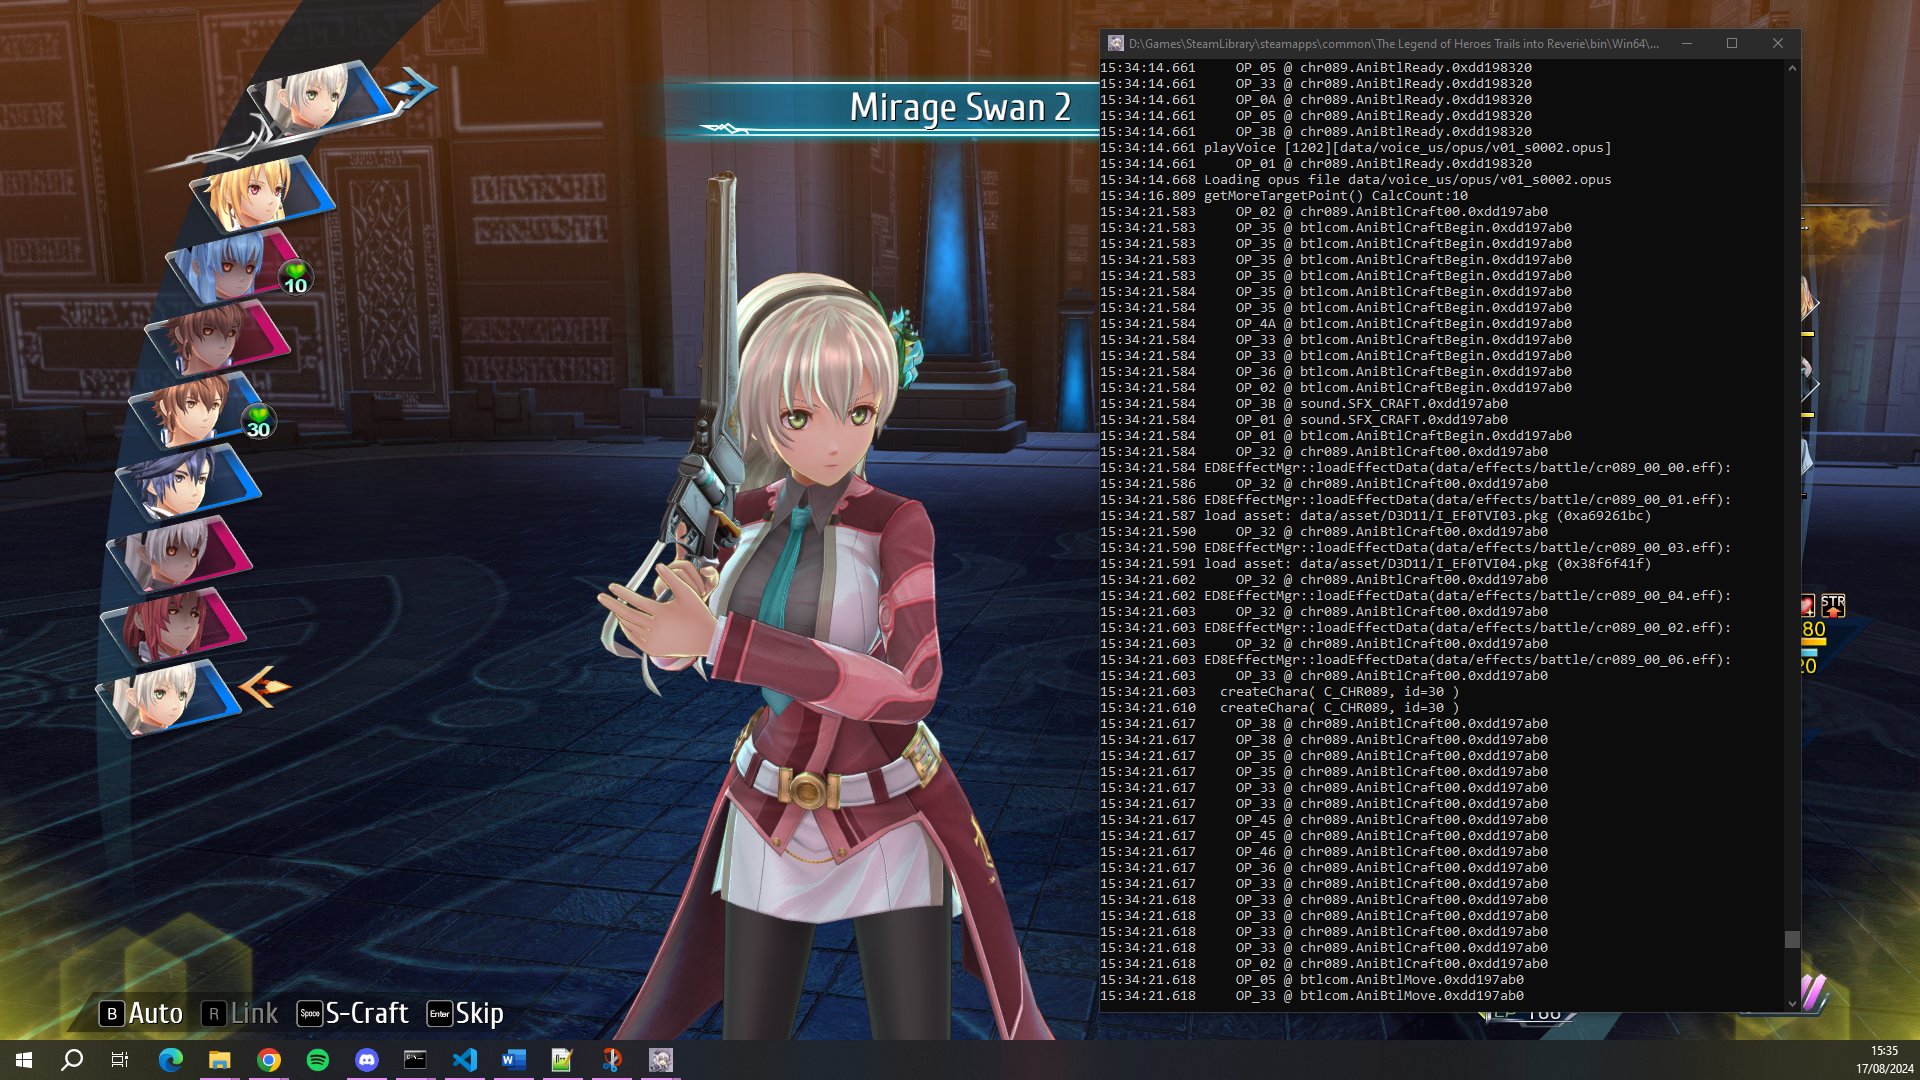 Mirage Swan 2
10
30
B Auto R Link Space S-Craft Enter Skip
D:\Games\SteamLibrary\steamapps\common\The Legend of Heroes Trails into Reverie\bin\Win64\...
15:34:14.661 OP_05 @ chr089.AniBtlReady.0xdd198320
15:34:14.661 OP_33 @ chr089.AniBtlReady.0xdd198320
15:34:14.661 OP_0A @ chr089.AniBtlReady.0xdd198320
15:34:14.661 OP_05 @ chr089.AniBtlReady.0xdd198320
15:34:14.661 OP_3B @ chr089.AniBtlReady.0xdd198320
15:34:14.661 playVoice [1202][data/voice_us/opus/v01_s0002.opus]
15:34:14.661 OP_01 @ chr089.AniBtlReady.0xdd198320
15:34:14.668 Loading opus file data/voice_us/opus/v01_s0002.opus
15:34:16.809 getMoreTargetPoint() CalcCount:10
15:34:21.583 OP_02 @ chr089.AniBtlCraft00.0xdd197ab0
15:34:21.583 OP_35 @ btlcom.AniBtlCraftBegin.0xdd197ab0
15:34:21.583 OP_35 @ btlcom.AniBtlCraftBegin.0xdd197ab0
15:34:21.583 OP_35 @ btlcom.AniBtlCraftBegin.0xdd197ab0
15:34:21.583 OP_35 @ btlcom.AniBtlCraftBegin.0xdd197ab0
15:34:21.584 OP_35 @ btlcom.AniBtlCraftBegin.0xdd197ab0
15:34:21.584 OP_35 @ btlcom.AniBtlCraftBegin.0xdd197ab0
15:34:21.584 OP_4A @ btlcom.AniBtlCraftBegin.0xdd197ab0
15:34:21.584 OP_33 @ btlcom.AniBtlCraftBegin.0xdd197ab0
15:34:21.584 OP_33 @ btlcom.AniBtlCraftBegin.0xdd197ab0
15:34:21.584 OP_36 @ btlcom.AniBtlCraftBegin.0xdd197ab0
15:34:21.584 OP_02 @ btlcom.AniBtlCraftBegin.0xdd197ab0
15:34:21.584 OP_3B @ sound.SFX_CRAFT.0xdd197ab0
15:34:21.584 OP_01 @ sound.SFX_CRAFT.0xdd197ab0
15:34:21.584 OP_01 @ btlcom.AniBtlCraftBegin.0xdd197ab0
15:34:21.584 OP_32 @ chr089.AniBtlCraft00.0xdd197ab0
15:34:21.584 ED8EffectMgr::loadEffectData(data/effects/battle/cr089_00_00.eff):
15:34:21.586 OP_32 @ chr089.AniBtlCraft00.0xdd197ab0
15:34:21.586 ED8EffectMgr::loadEffectData(data/effects/battle/cr089_00_01.eff):
15:34:21.587 load asset: data/asset/D3D11/I_EF0TVI03.pkg (0xa69261bc)
15:34:21.590 OP_32 @ chr089.AniBtlCraft00.0xdd197ab0
15:34:21.590 ED8EffectMgr::loadEffectData(data/effects/battle/cr089_00_03.eff):
15:34:21.591 load asset: data/asset/D3D11/I_EF0TVI04.pkg (0x38f6f41f)
15:34:21.602 OP_32 @ chr089.AniBtlCraft00.0xdd197ab0
15:34:21.602 ED8EffectMgr::loadEffectData(data/effects/battle/cr089_00_04.eff):
15:34:21.603 OP_32 @ chr089.AniBtlCraft00.0xdd197ab0
15:34:21.603 ED8EffectMgr::loadEffectData(data/effects/battle/cr089_00_02.eff):
15:34:21.603 OP_32 @ chr089.AniBtlCraft00.0xdd197ab0
15:34:21.603 ED8EffectMgr::loadEffectData(data/effects/battle/cr089_00_06.eff):
15:34:21.603 OP_33 @ chr089.AniBtlCraft00.0xdd197ab0
15:34:21.603 createChara( C_CHR089, id=30 )
15:34:21.610 createChara( C_CHR089, id=30 )
15:34:21.617 OP_38 @ chr089.AniBtlCraft00.0xdd197ab0
15:34:21.617 OP_38 @ chr089.AniBtlCraft00.0xdd197ab0
15:34:21.617 OP_35 @ chr089.AniBtlCraft00.0xdd197ab0
15:34:21.617 OP_35 @ chr089.AniBtlCraft00.0xdd197ab0
15:34:21.617 OP_33 @ chr089.AniBtlCraft00.0xdd197ab0
15:34:21.617 OP_33 @ chr089.AniBtlCraft00.0xdd197ab0
15:34:21.617 OP_45 @ chr089.AniBtlCraft00.0xdd197ab0
15:34:21.617 OP_45 @ chr089.AniBtlCraft00.0xdd197ab0
15:34:21.617 OP_46 @ chr089.AniBtlCraft00.0xdd197ab0
15:34:21.617 OP_36 @ chr089.AniBtlCraft00.0xdd197ab0
15:34:21.617 OP_33 @ chr089.AniBtlCraft00.0xdd197ab0
15:34:21.618 OP_33 @ chr089.AniBtlCraft00.0xdd197ab0
15:34:21.618 OP_33 @ chr089.AniBtlCraft00.0xdd197ab0
15:34:21.618 OP_33 @ chr089.AniBtlCraft00.0xdd197ab0
15:34:21.618 OP_33 @ chr089.AniBtlCraft00.0xdd197ab0
15:34:21.618 OP_02 @ chr089.AniBtlCraft00.0xdd197ab0
15:34:21.618 OP_05 @ btlcom.AniBtlMove.0xdd197ab0
15:34:21.618 OP_33 @ btlcom.AniBtlMove.0xdd197ab0
STR
80
20
15:35
17/08/2024